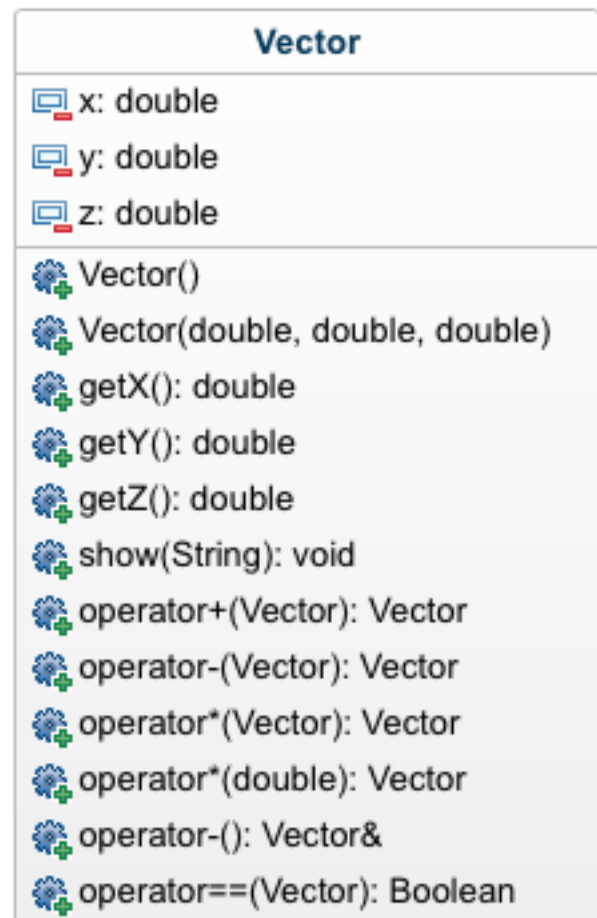 Vector
x: double
y: double
z: double
Vector()
Vector(double, double, double)
getX(): double
getY(): double
getZ(): double
show(String): void
operator+(Vector): Vector
operator-(Vector): Vector
operator*(Vector): Vector
operator*(double): Vector
operator-(): Vector&
operator==(Vector): Boolean